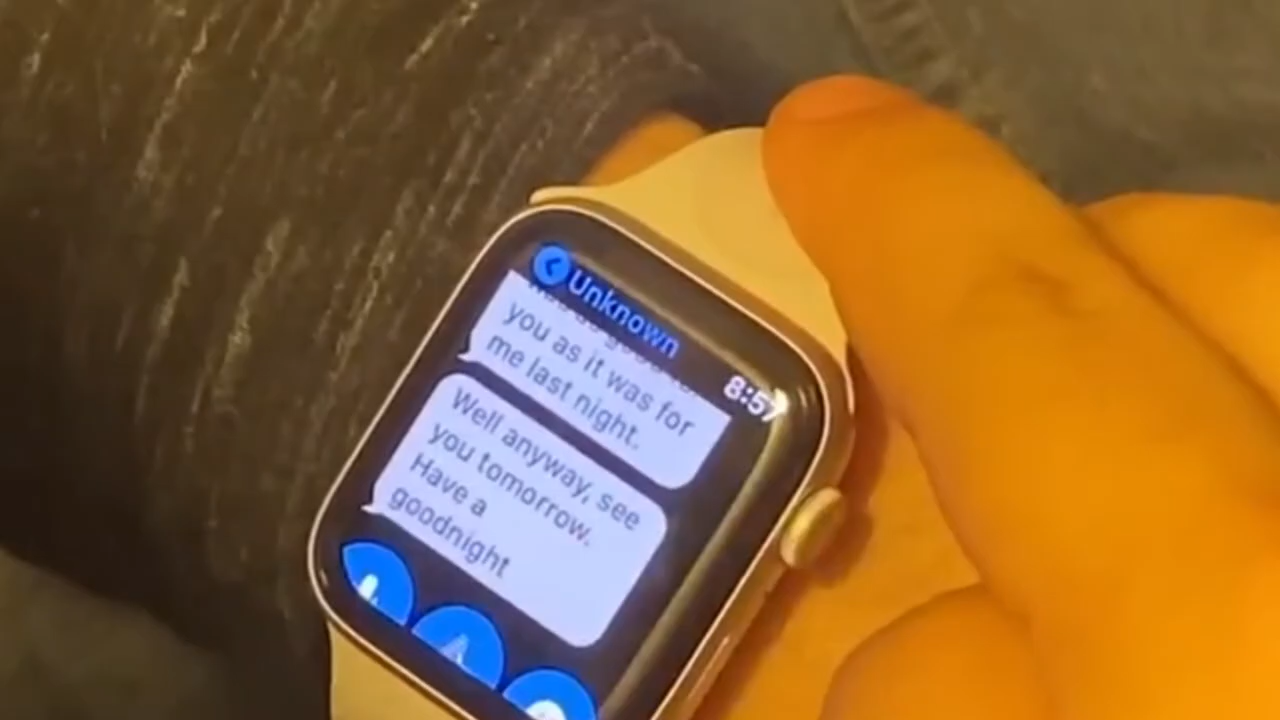 Unknown
8:57
you as it was for
me last night.
Well anyway, see
you tomorrow.
Have a
goodnight